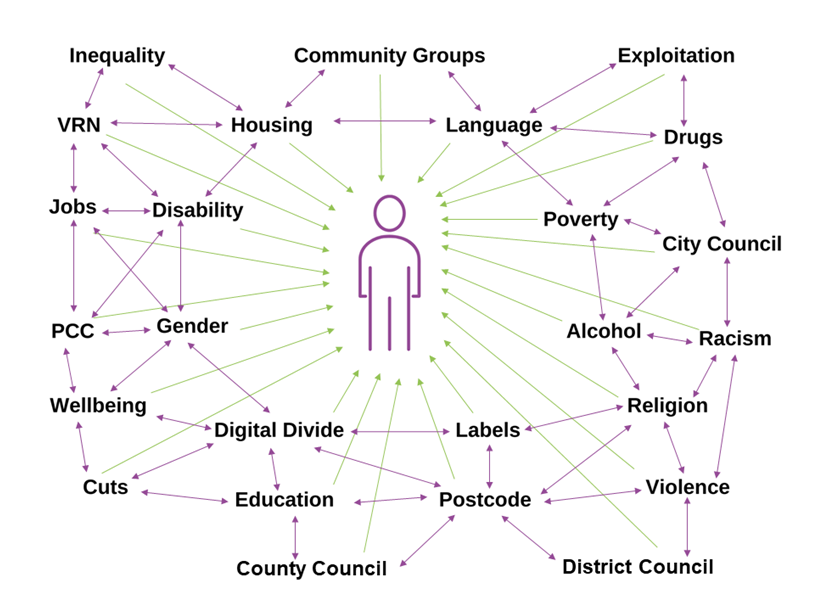 Inequality
Community Groups
Exploitation
VRN
Housing
Language
Drugs
Jobs
Disability
Poverty
City Council
PCC
Gender
Alcohol
Racism
Wellbeing
Digital Divide
Labels
Religion
Cuts
Education
Postcode
Violence
County Council
District Council